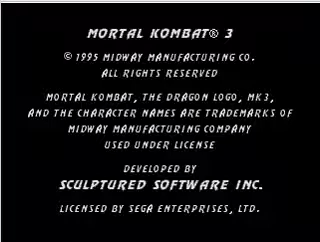 MORTAL KOMBAT® 3
© 1995 MIDWAY MANUFACTURING CO.
ALL RIGHTS RESERVED
MORTAL KOMBAT, THE DRAGON LOGO, MK3,
AND THE CHARACTER NAMES ARE TRADEMARKS OF
MIDWAY MANUFACTURING COMPANY
USED UNDER LICENSE
DEVELOPED BY
SCULPTURED SOFTWARE INC.
LICENSED BY SEGA ENTERPRISES, LTD.